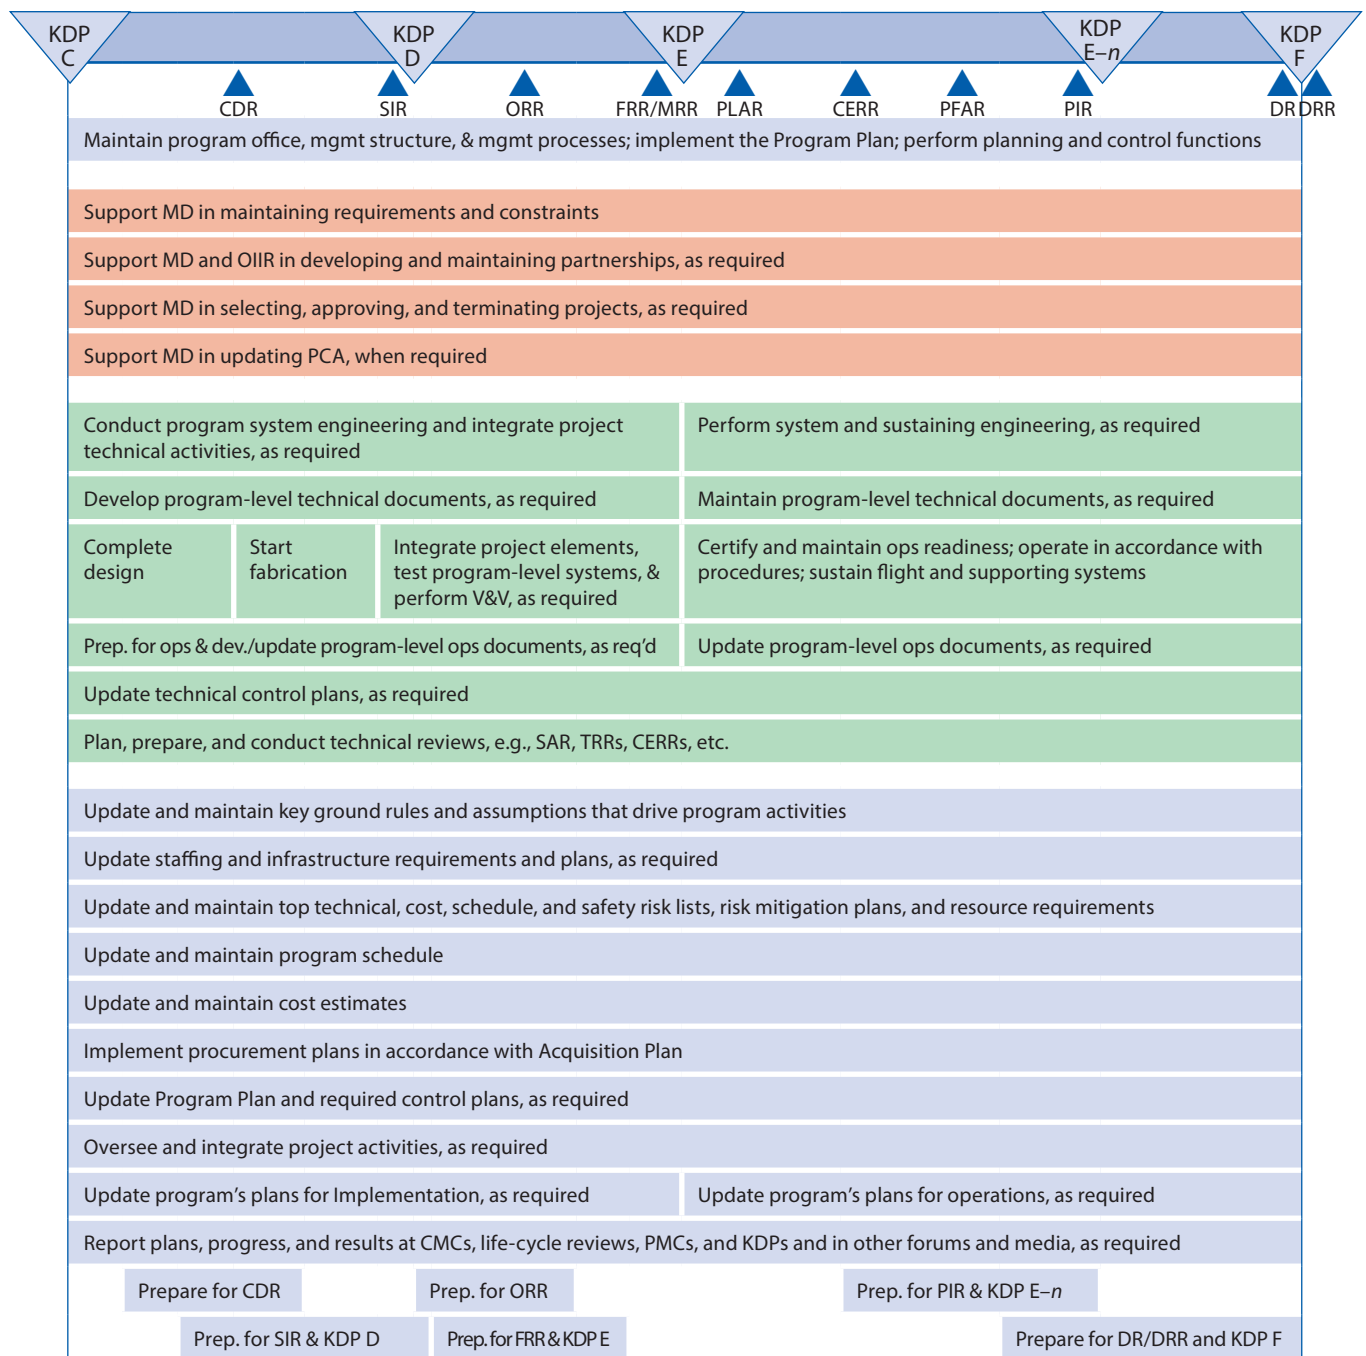 KDP
C
KDP
D
KDP
E
KDP
E–n
KDP
F
CDR
SIR
ORR
FRR/MRR
PLAR
CERR
PFAR
PIR
DR
DRR
Maintain program office, mgmt structure, & mgmt processes; implement the Program Plan; perform planning and control functions
Support MD in maintaining requirements and constraints
Support MD and OIIR in developing and maintaining partnerships, as required
Support MD in selecting, approving, and terminating projects, as required
Support MD in updating PCA, when required
Conduct program system engineering and integrate project
technical activities, as required
Perform system and sustaining engineering, as required
Develop program-level technical documents, as required
Maintain program-level technical documents, as required
Complete
design
Start
fabrication
Integrate project elements,
test program-level systems, &
perform V&V, as required
Certify and maintain ops readiness; operate in accordance with
procedures; sustain flight and supporting systems
Prep. for ops & dev./update program-level ops documents, as req'd
Update program-level ops documents, as required
Update technical control plans, as required
Plan, prepare, and conduct technical reviews, e.g., SAR, TRRs, CERRs, etc.
Update and maintain key ground rules and assumptions that drive program activities
Update staffing and infrastructure requirements and plans, as required
Update and maintain top technical, cost, schedule, and safety risk lists, risk mitigation plans, and resource requirements
Update and maintain program schedule
Update and maintain cost estimates
Implement procurement plans in accordance with Acquisition Plan
Update Program Plan and required control plans, as required
Oversee and integrate project activities, as required
Update program's plans for Implementation, as required
Update program's plans for operations, as required
Report plans, progress, and results at CMCs, life-cycle reviews, PMCs, and KDPs and in other forums and media, as required
Prepare for CDR
Prep. for ORR
Prep. for PIR & KDP E–n
Prep. for SIR & KDP D
Prep. for FRR & KDP E
Prepare for DR/DRR and KDP F